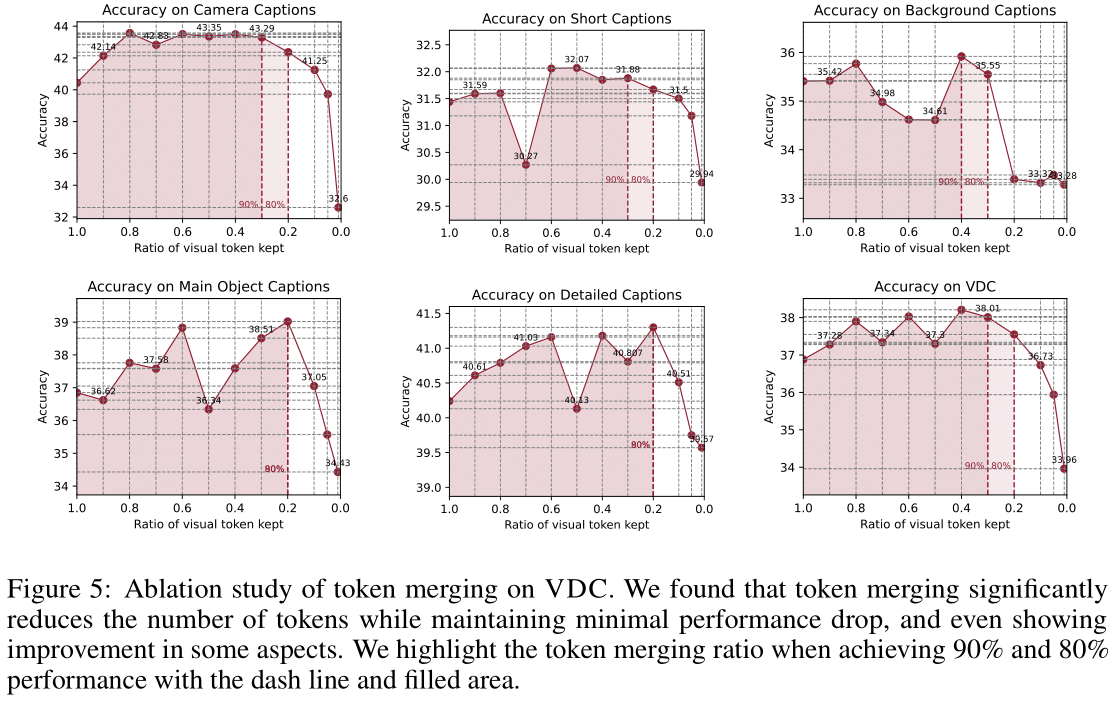 Accuracy on Camera Captions
44
42
40
38
36
34
32
42.14
42.83
43.35
43.29
41.25
32.6
90% 80%
Accuracy
1.0 0.8 0.6 0.4 0.2 0.0
Ratio of visual token kept
Accuracy on Short Captions
32.5
32.0
31.5
31.0
30.5
30.0
29.5
31.59
30.27
32.07
31.88
31.5
29.94
90% 80%
Accuracy
1.0 0.8 0.6 0.4 0.2 0.0
Ratio of visual token kept
Accuracy on Background Captions
36
35
34
33
35.42
34.98
34.61
35.55
33.28
90% 80%
Accuracy
1.0 0.8 0.6 0.4 0.2 0.0
Ratio of visual token kept
Accuracy on Main Object Captions
39
38
37
36
35
34
36.62
37.58
36.34
38.51
37.05
34.43
Accuracy
1.0 0.8 0.6 0.4 0.2 0.0
Ratio of visual token kept
Accuracy on Detailed Captions
41.5
41.0
40.5
40.0
39.5
39.0
40.61
41.03
40.13
40.807
40.51
39.57
Accuracy
1.0 0.8 0.6 0.4 0.2 0.0
Ratio of visual token kept
Accuracy on VDC
38
37
36
35
34
37.28
37.34
37.3
38.01
36.73
33.96
90% 80%
Accuracy
1.0 0.8 0.6 0.4 0.2 0.0
Ratio of visual token kept
Figure 5: Ablation study of token merging on VDC. We found that token merging significantly
reduces the number of tokens while maintaining minimal performance drop, and even showing
improvement in some aspects. We highlight the token merging ratio when achieving 90% and 80%
performance with the dash line and filled area.